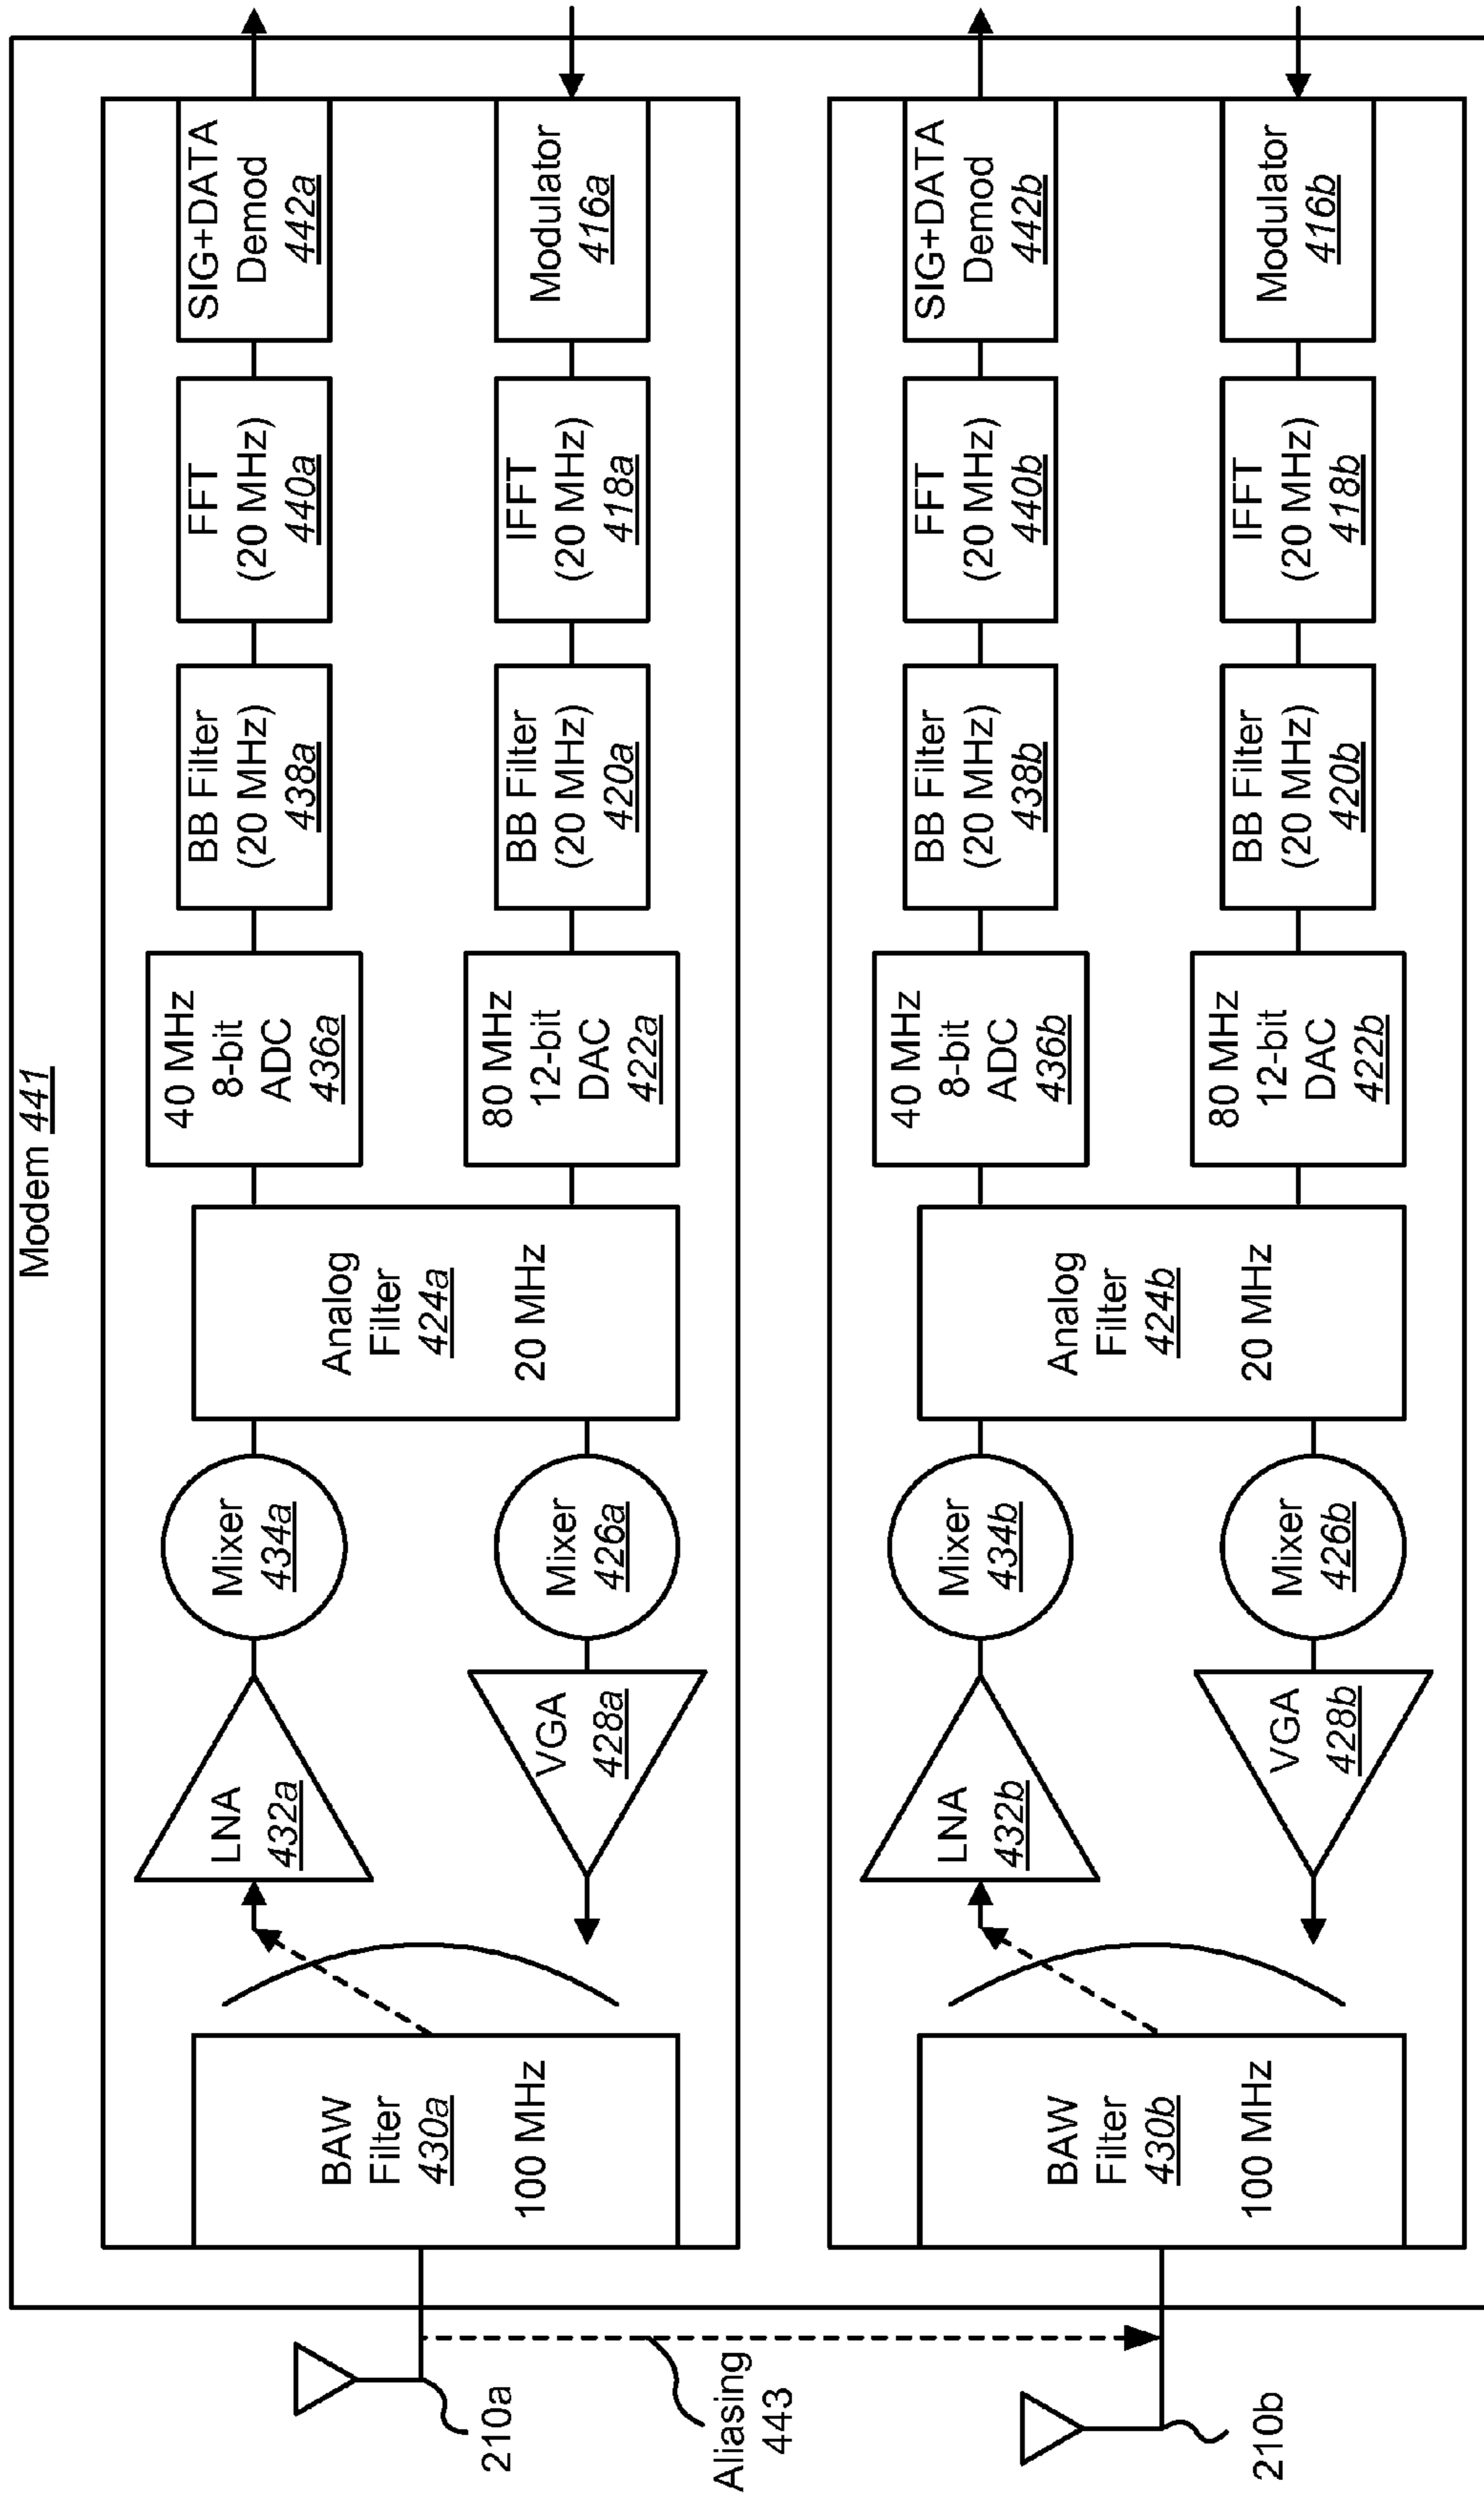 Modem 441
BAW
Filter
430a
100 MHz
LNA
432a
Mixer
434a
VGA
428a
Mixer
426a
Analog
Filter
424a
20 MHz
40 MHz
8-bit
ADC
436a
BB Filter
(20 MHz)
438a
FFT
(20 MHz)
440a
SIG+DATA
Demod
442a
80 MHz
12-bit
DAC
422a
BB Filter
(20 MHz)
420a
IFFT
(20 MHz)
418a
Modulator
416a
210a
Aliasing
443
BAW
Filter
430b
100 MHz
LNA
432b
Mixer
434b
VGA
428b
Mixer
426b
Analog
Filter
424b
20 MHz
40 MHz
8-bit
ADC
436b
BB Filter
(20 MHz)
438b
FFT
(20 MHz)
440b
SIG+DATA
Demod
442b
80 MHz
12-bit
DAC
422b
BB Filter
(20 MHz)
420b
IFFT
(20 MHz)
418b
Modulator
416b
210b